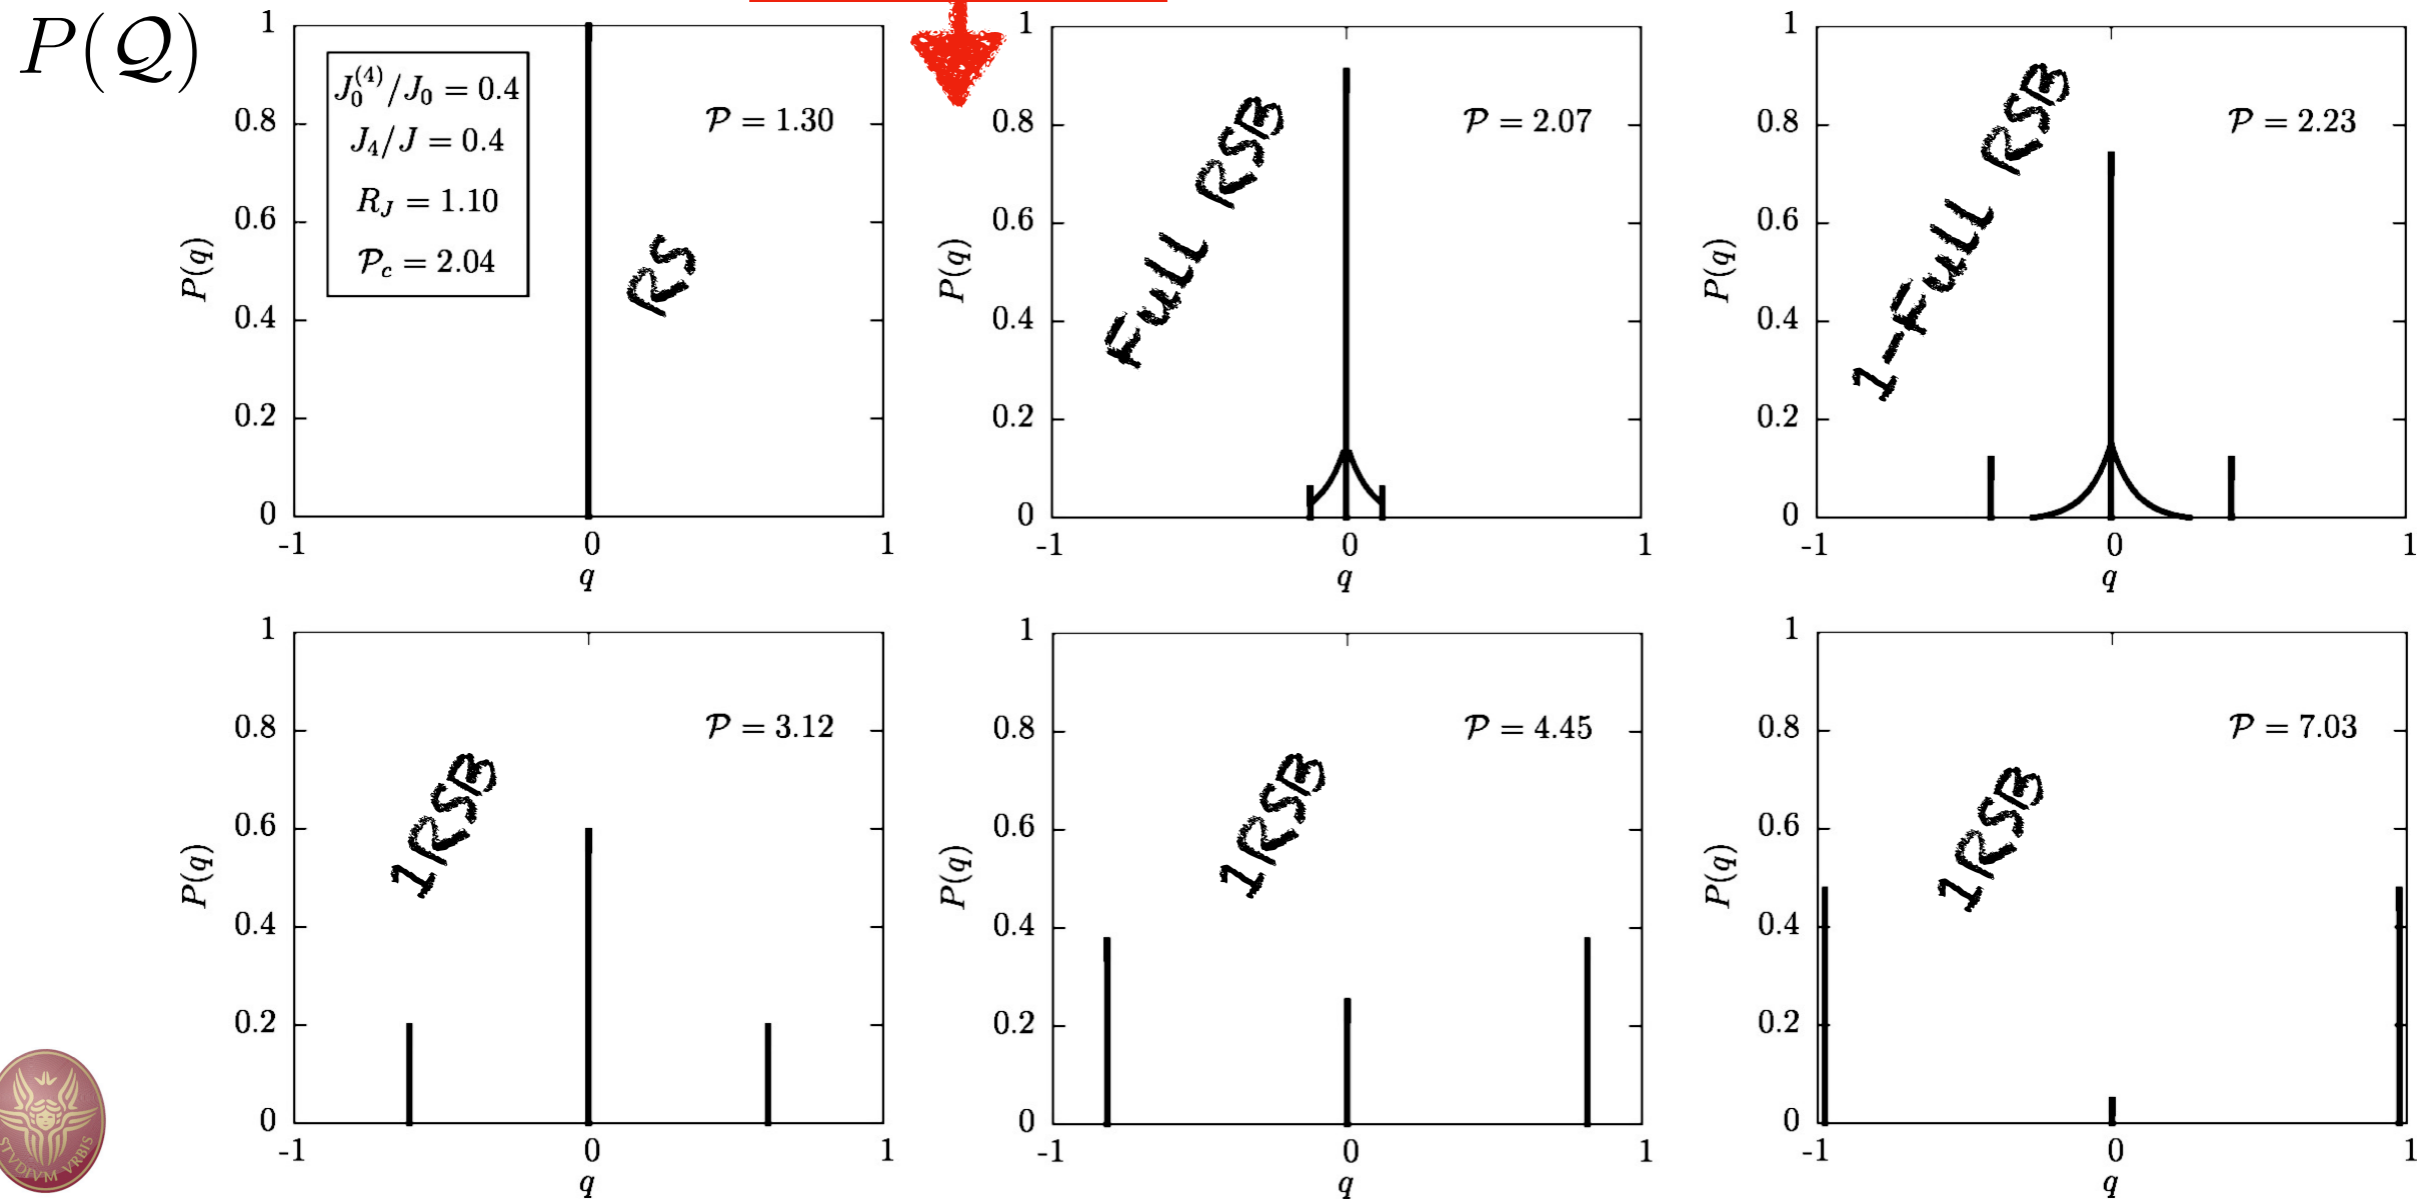 P(Q)
1
0.8
0.6
0.4
0.2
0
P(q)
J₀⁽⁴⁾/J₀ = 0.4
J₄/J = 0.4
R_J = 1.10
𝒫_c = 2.04
𝒫 = 1.30
RS
-1 0 1
q
1
0.8
0.6
0.4
0.2
0
P(q)
Full RSB
𝒫 = 2.07
-1 0 1
q
1
0.8
0.6
0.4
0.2
0
P(q)
1-Full RSB
𝒫 = 2.23
-1 0 1
q
1
0.8
0.6
0.4
0.2
0
P(q)
1RSB
𝒫 = 3.12
-1 0 1
q
1
0.8
0.6
0.4
0.2
0
P(q)
1RSB
𝒫 = 4.45
-1 0 1
q
1
0.8
0.6
0.4
0.2
0
P(q)
1RSB
𝒫 = 7.03
-1 0 1
q
STVDIVM VRBIS